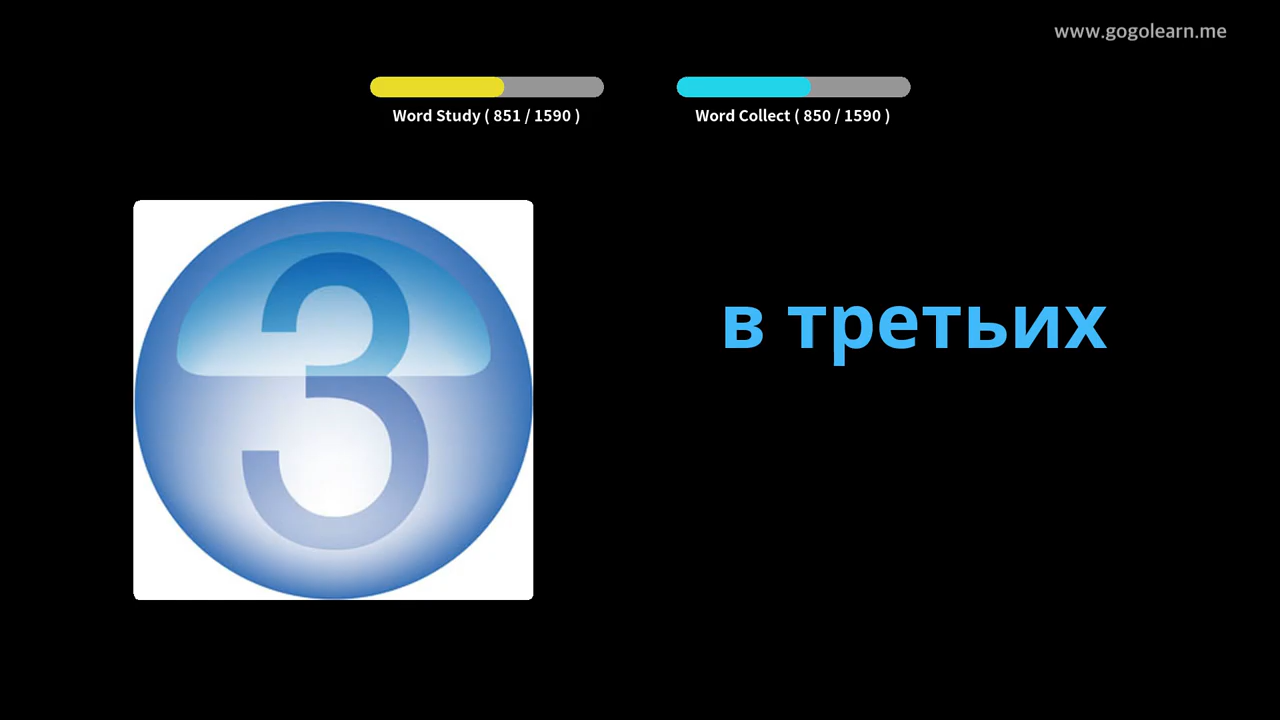 www.gogolearn.me
Word Study ( 851 / 1590 )
Word Collect ( 850 / 1590 )
3
в третьих